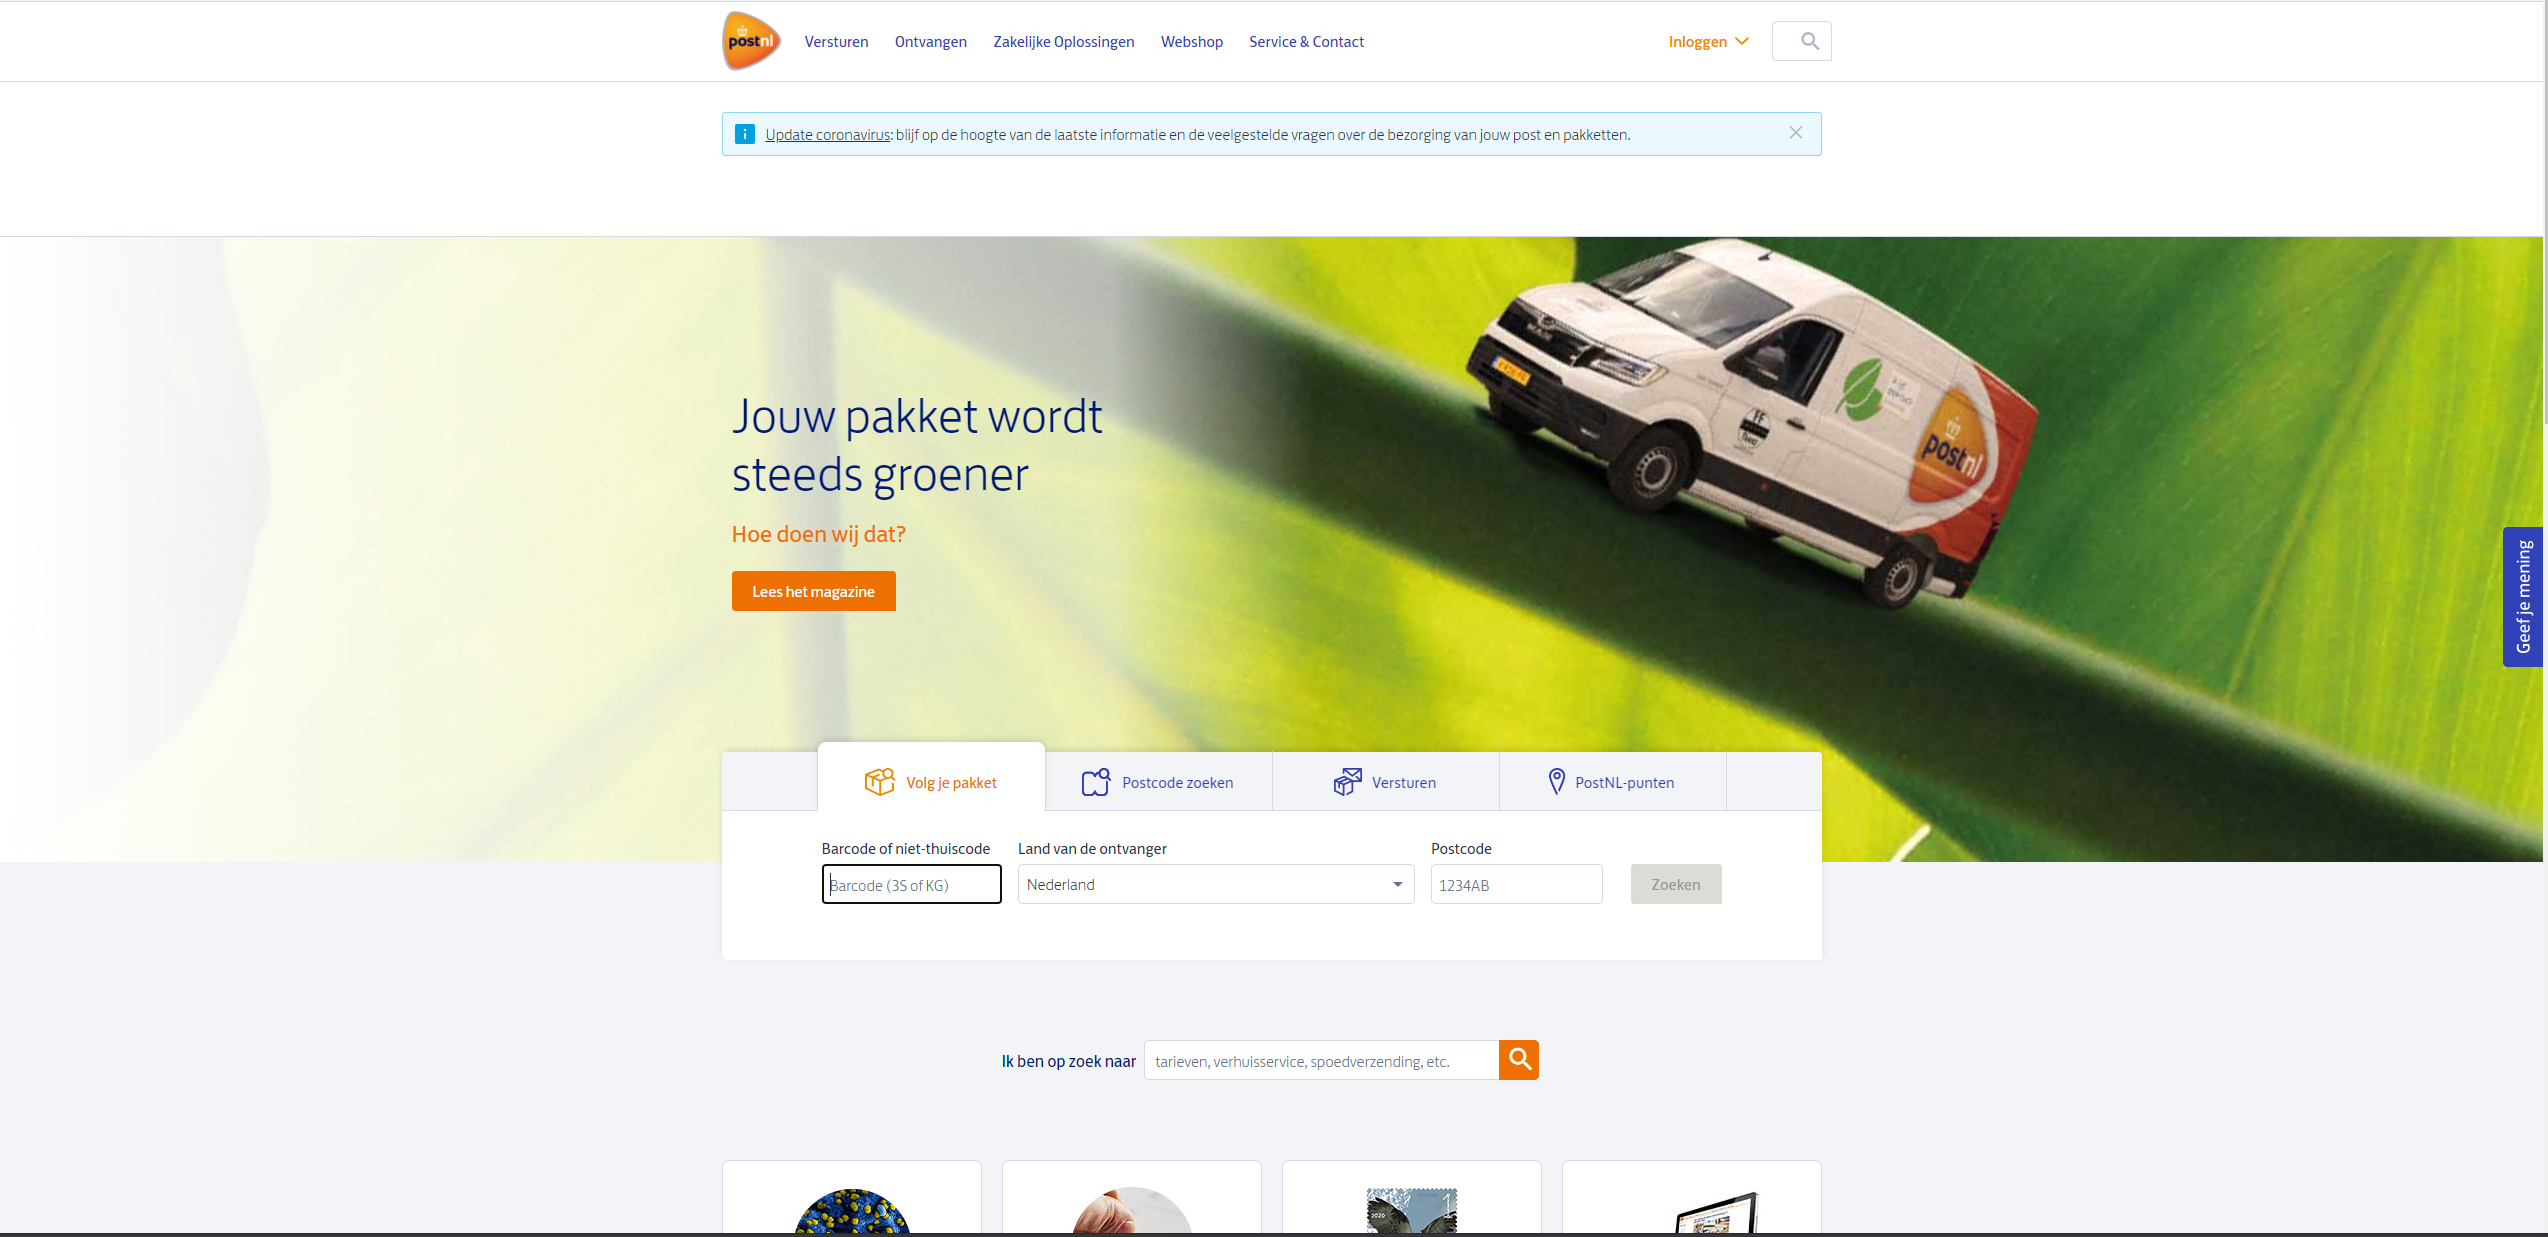 postnl
Versturen
Ontvangen
Zakelijke Oplossingen
Webshop
Service & Contact
Inloggen
Update coronavirus: blijf op de hoogte van de laatste informatie en de veelgestelde vragen over de bezorging van jouw post en pakketten.
Jouw pakket wordt
steeds groener
Hoe doen wij dat?
Lees het magazine
postnl
Geef je mening
Volg je pakket
Postcode zoeken
Versturen
PostNL-punten
Barcode of niet-thuiscode
Land van de ontvanger
Postcode
Barcode (3S of KG)
Nederland
1234AB
Zoeken
Ik ben op zoek naar
tarieven, verhuisservice, spoedverzending, etc.
2020
1